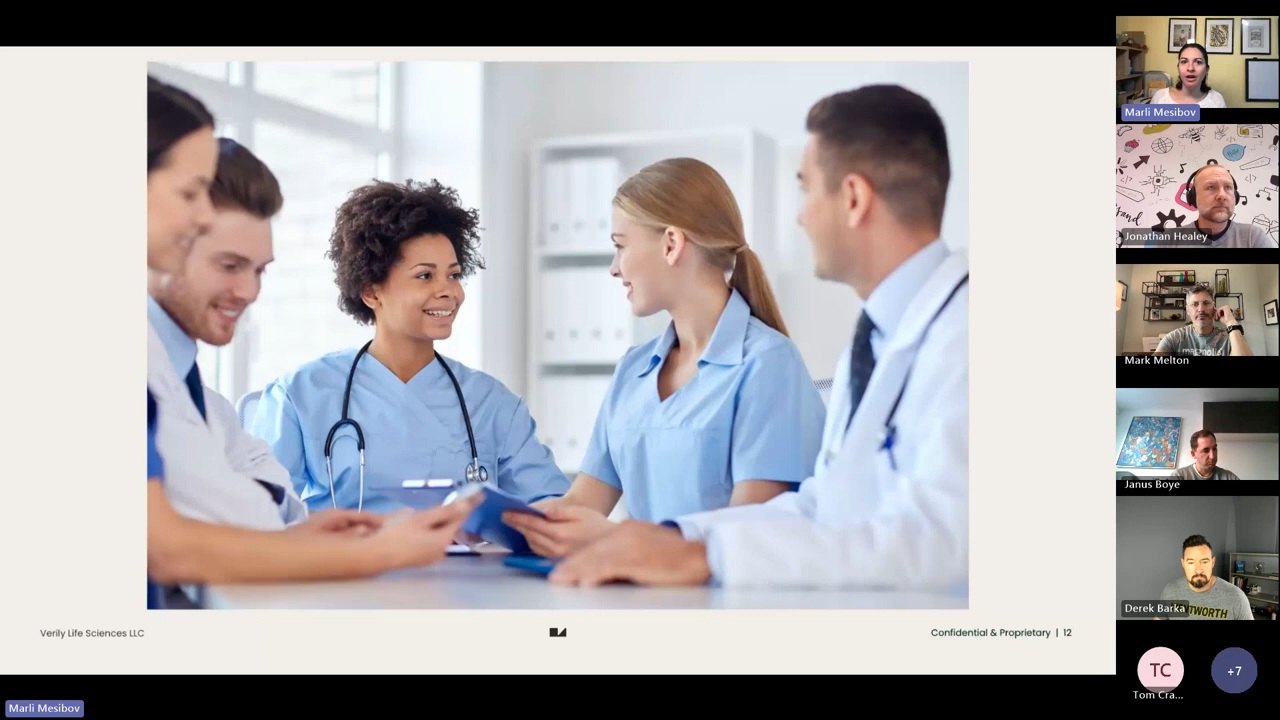 Verily Life Sciences LLC
Confidential & Proprietary | 12
Marli Mesibov
Marli Mesibov
Jonathan Healey
Mark Melton
Janus Boye
Derek Barka
TWORTH
TC
Tom Cra...
+7